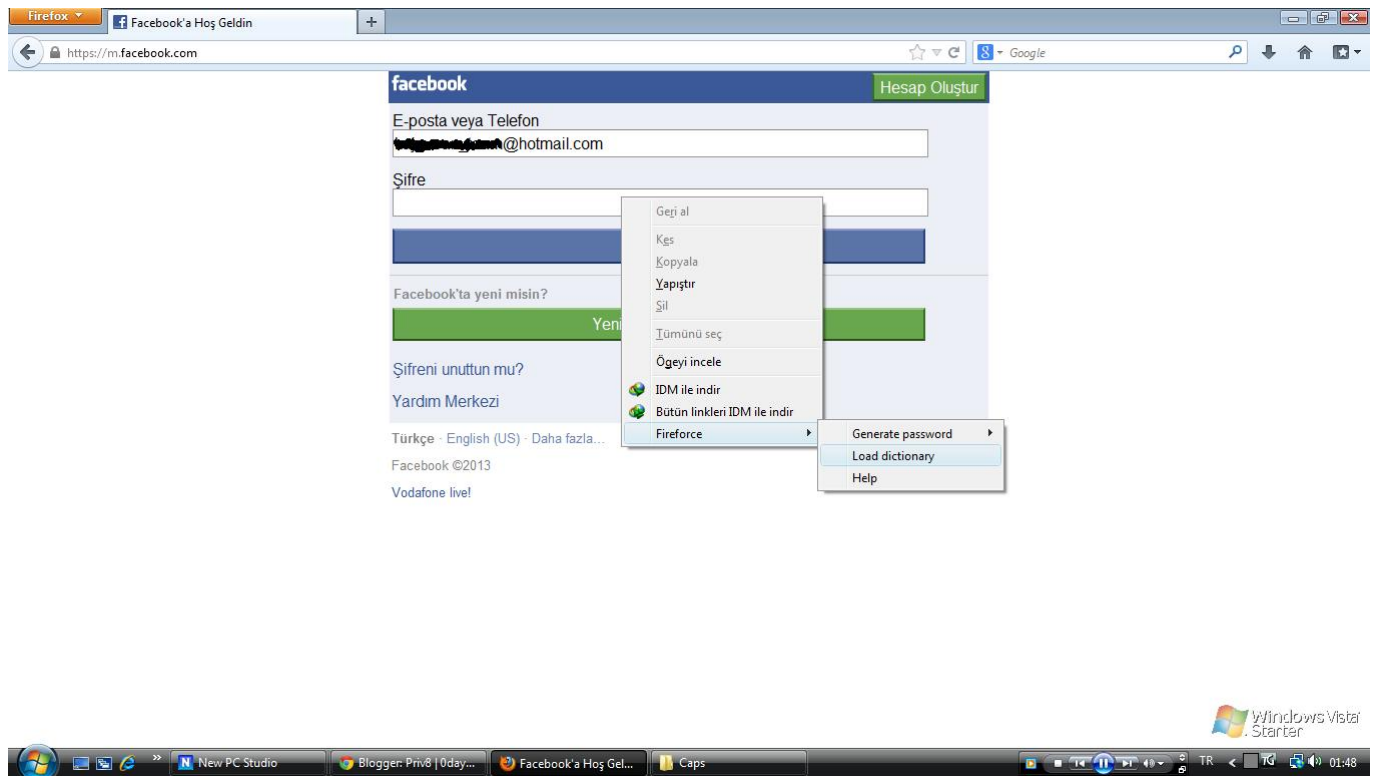 Firefox
Facebook'a Hoş Geldin
+
https://m.facebook.com
Google
facebook
Hesap Oluştur
E-posta veya Telefon
@hotmail.com
Şifre
Geri al
Kes
Kopyala
Yapıştır
Sil
Tümünü seç
Ögeyi incele
IDM ile indir
Bütün linkleri IDM ile indir
Fireforce
Generate password
Load dictionary
Help
Facebook'ta yeni misin?
Yeni
Şifreni unuttun mu?
Yardım Merkezi
Türkçe · English (US) · Daha fazla...
Facebook ©2013
Vodafone live!
Windows Vista
Starter
New PC Studio
Blogger: Priv8 | 0day...
Facebook'a Hoş Gel...
Caps
TR
01:48